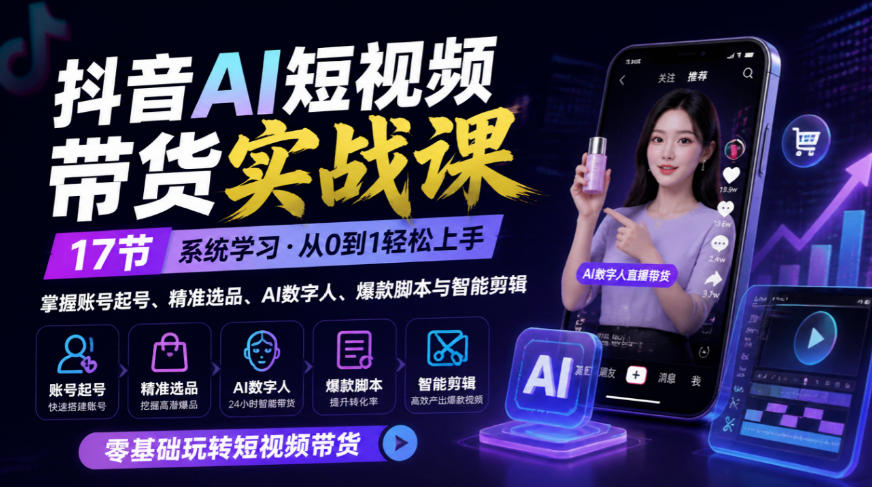 抖音AI短视频
带货实战课
17节 系统学习·从0到1轻松上手
掌握账号起号、精准选品、AI数字人、爆款脚本与智能剪辑
账号起号 精准选品 AI数字人 爆款脚本 智能剪辑
快速搭建账号 挖掘高潜爆品 24小时智能带货 提升转化率 高效产出爆款视频
零基础玩转短视频带货
关注 推荐
AI数字人直播带货
AI
消息 我